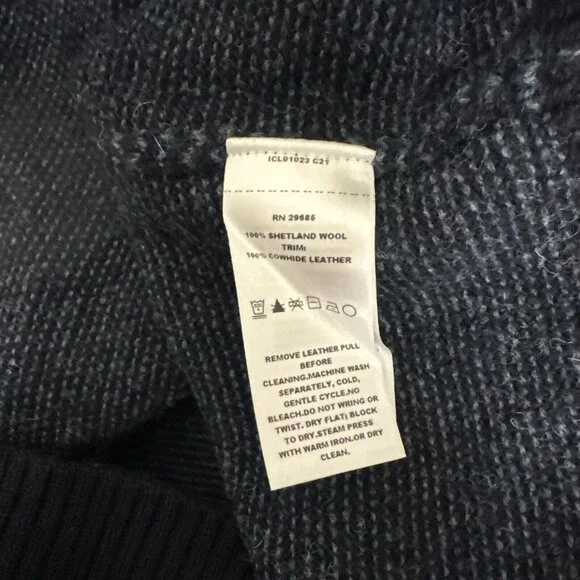 ICL01023 C21
RN 29685
100% SHETLAND WOOL
TRIM:
100% COWHIDE LEATHER
REMOVE LEATHER PULL
BEFORE
CLEANING.MACHINE WASH
SEPARATELY, COLD,
GENTLE CYCLE.NO
BLEACH.DO NOT WRING OR
TWIST. DRY FLAT; BLOCK
TO DRY.STEAM PRESS
WITH WARM IRON.OR DRY
CLEAN.